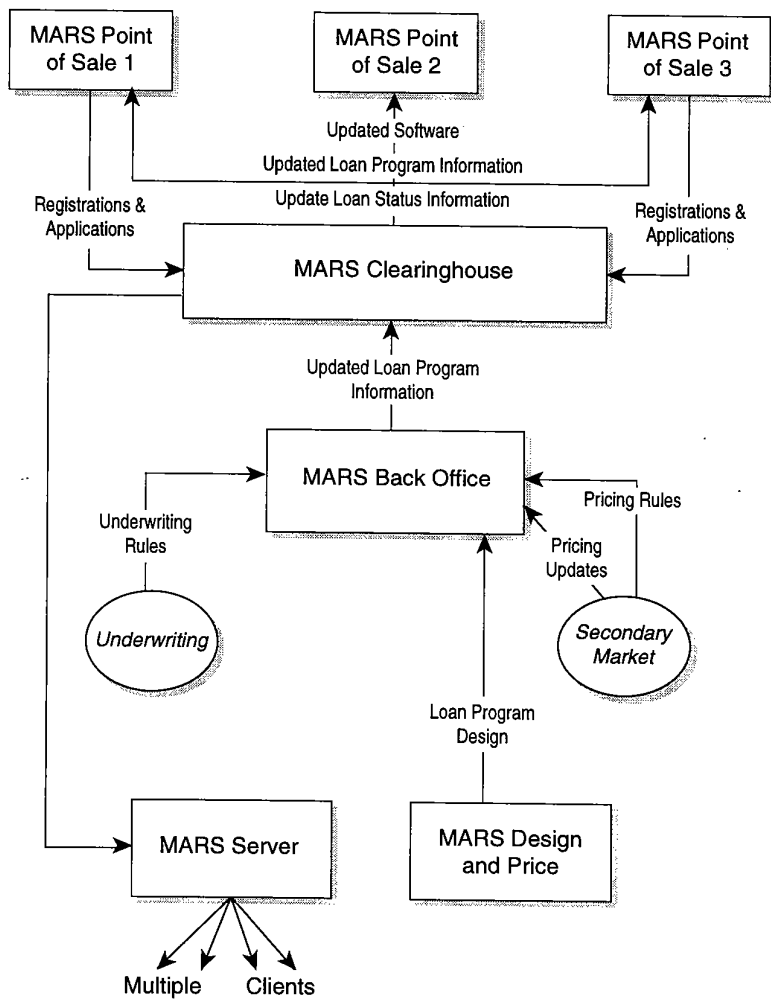 MARS Point
of Sale 1
MARS Point
of Sale 2
MARS Point
of Sale 3
Updated Software
Updated Loan Program Information
Update Loan Status Information
Registrations &
Applications
Registrations &
Applications
MARS Clearinghouse
Updated Loan Program
Information
MARS Back Office
Underwriting
Rules
Pricing Rules
Pricing
Updates
Underwriting
Secondary
Market
Loan Program
Design
MARS Server
MARS Design
and Price
Multiple Clients